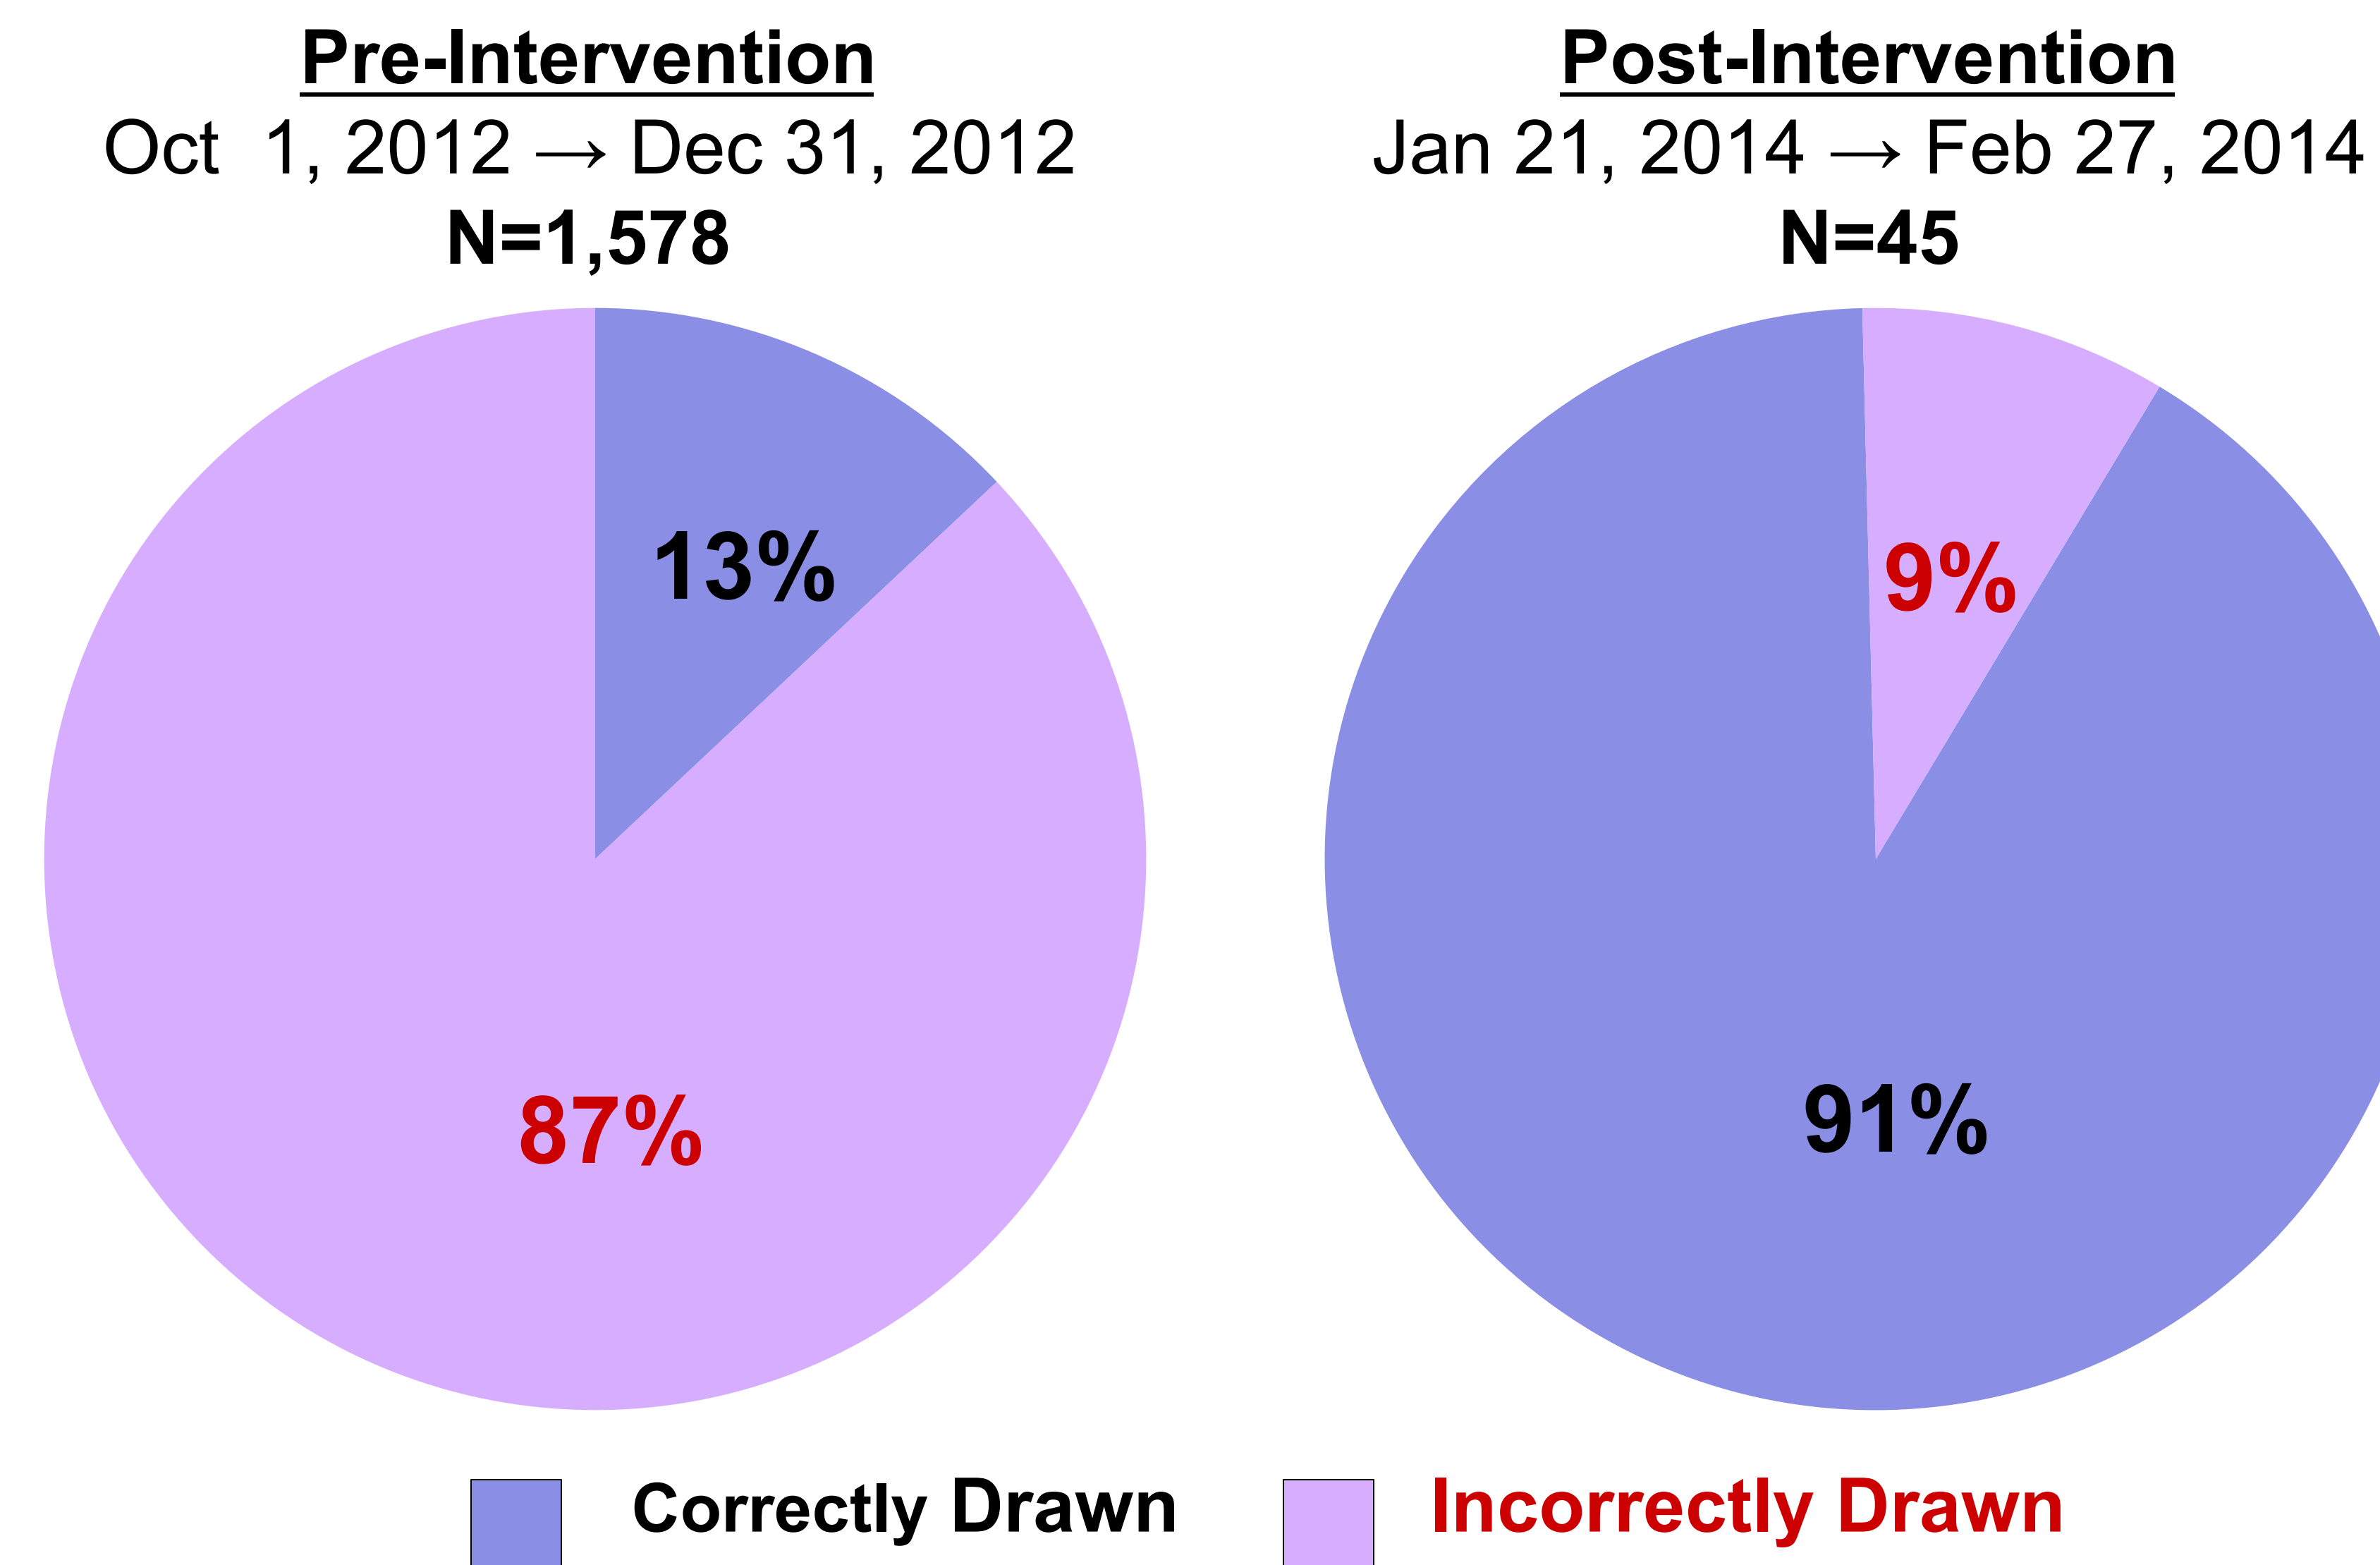 Pre-Intervention
Oct 1, 2012 → Dec 31, 2012
N=1,578
13%
87%
Post-Intervention
Jan 21, 2014 → Feb 27, 2014
N=45
9%
91%
Correctly Drawn
Incorrectly Drawn